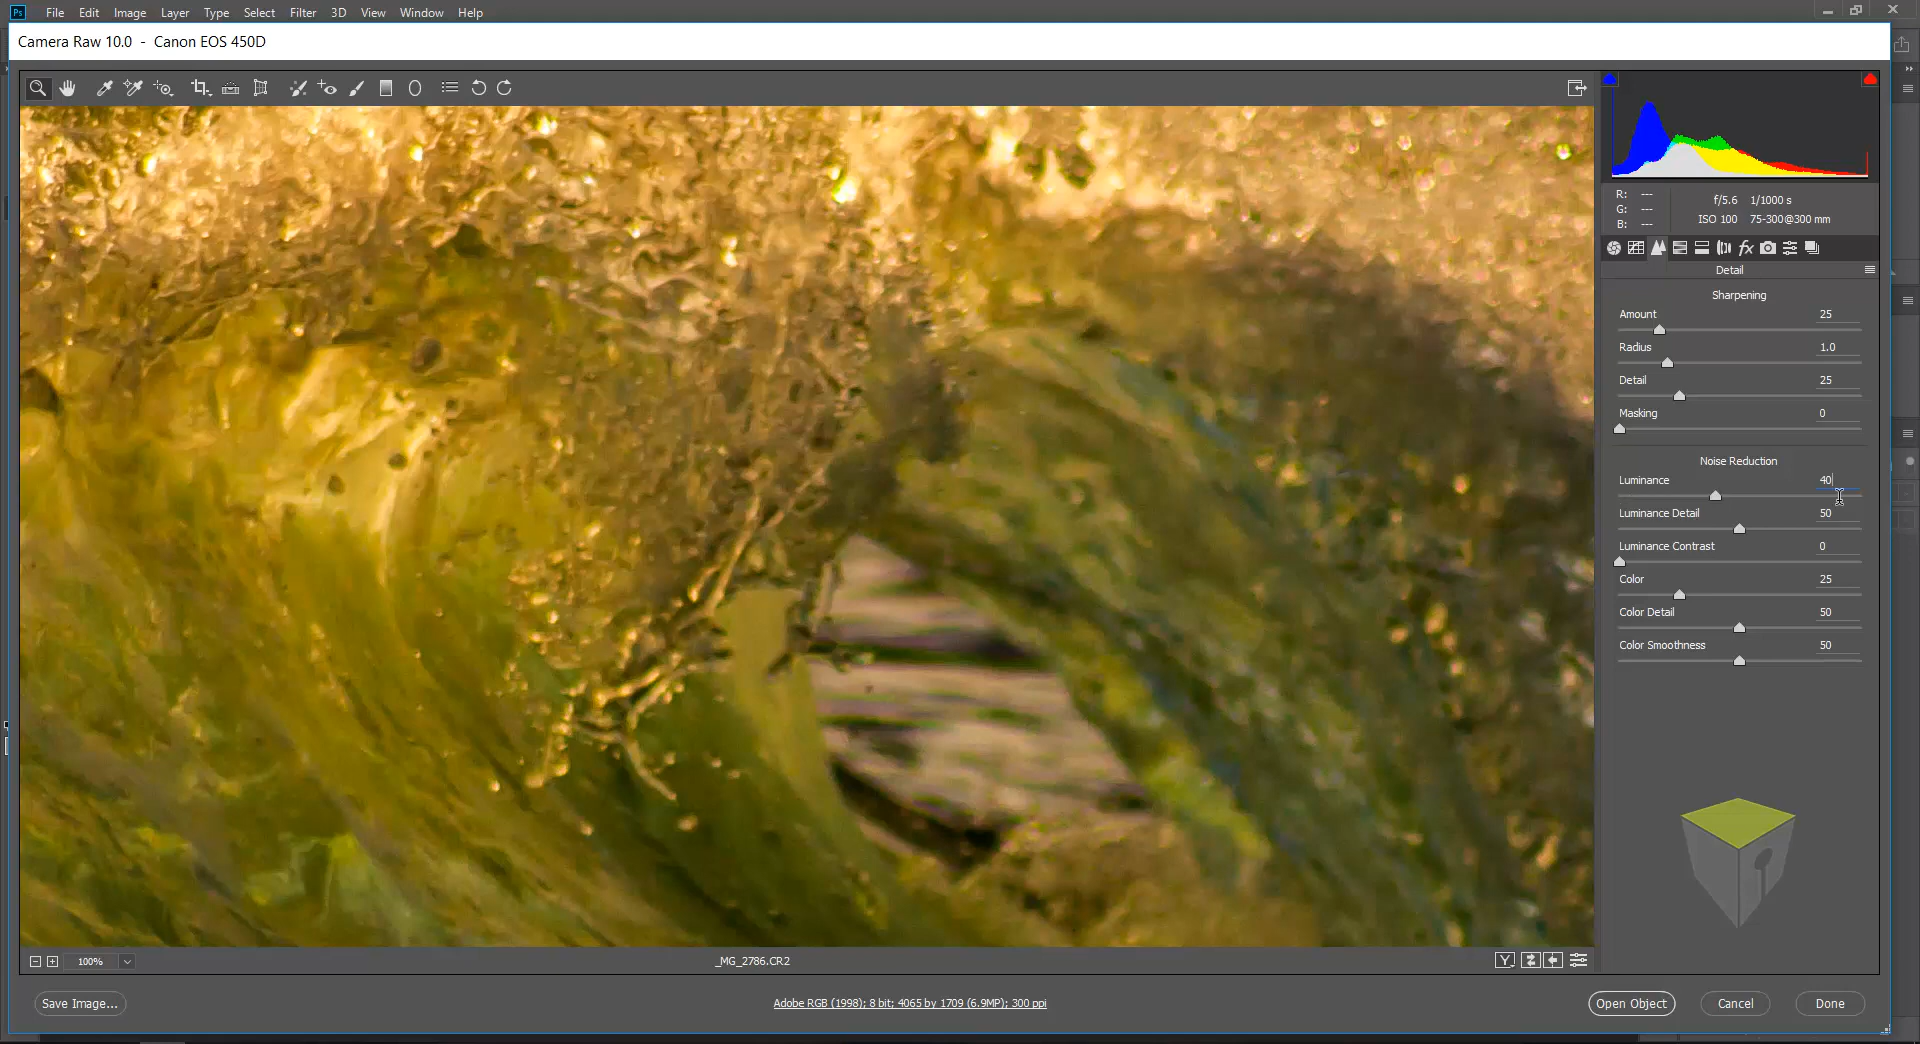 Ps File Edit Image Layer Type Select Filter 3D View Window Help
Camera Raw 10.0 - Canon EOS 450D
R: ---
G: ---
B: ---
f/5.6 1/1000 s
ISO 100 75-300@300 mm
fx
Detail
Sharpening
Amount 25
Radius 1.0
Detail 25
Masking 0
Noise Reduction
Luminance 40
Luminance Detail 50
Luminance Contrast 0
Color 25
Color Detail 50
Color Smoothness 50
100%
_MG_2786.CR2
Y
Save Image...
Adobe RGB (1998); 8 bit; 4065 by 1709 (6.9MP); 300 ppi
Open Object
Cancel
Done